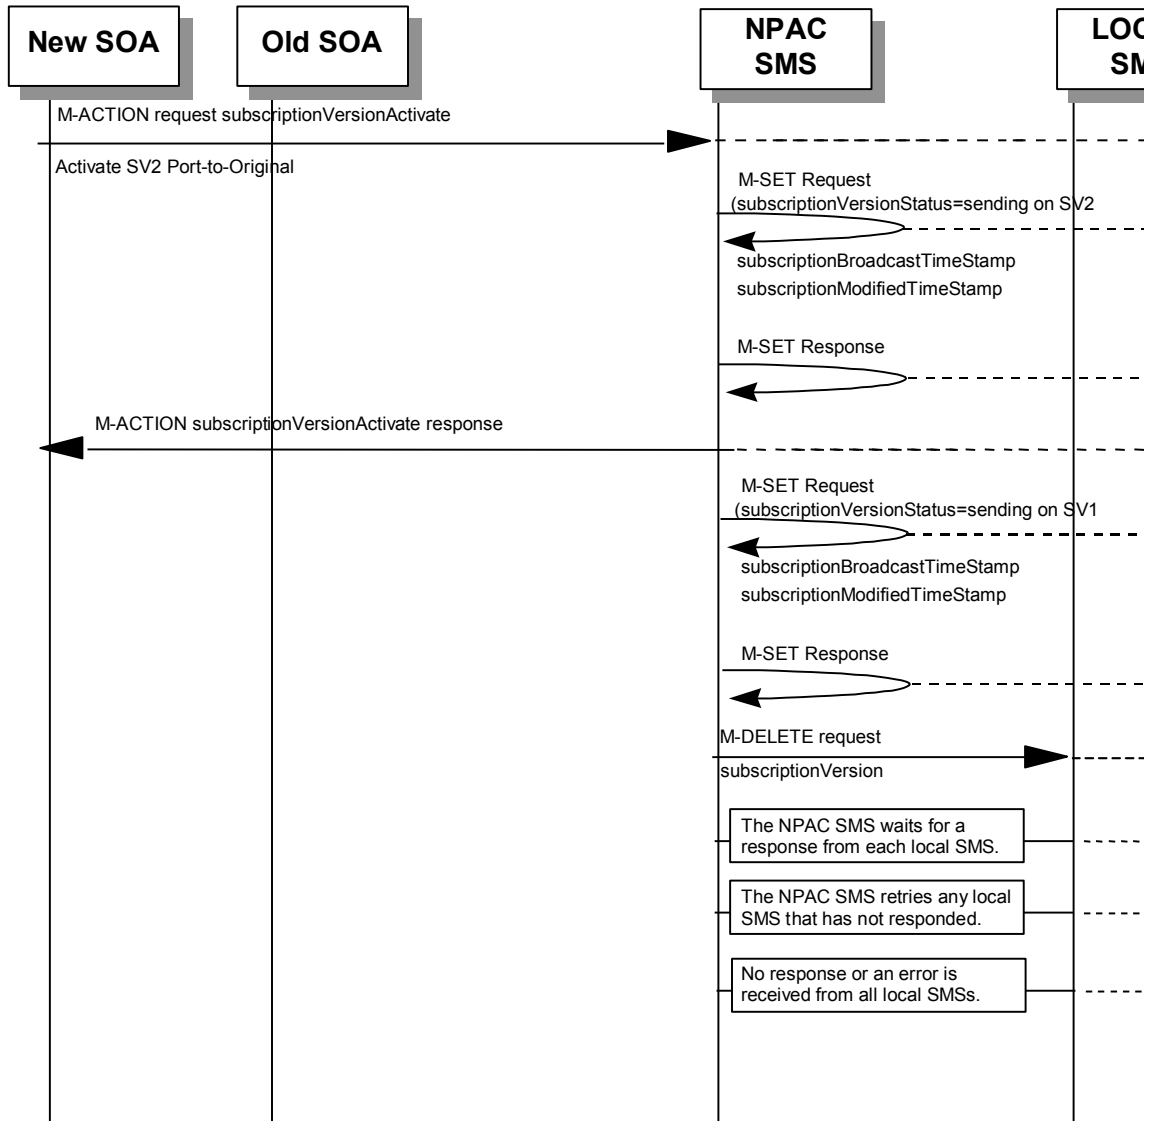 New SOA
Old SOA
NPAC
SMS
M-ACTION request subscriptionVersionActivate
Activate SV2 Port-to-Original
M-SET Request
(subscriptionVersionStatus=sending on SV2
subscriptionBroadcastTimeStamp
subscriptionModifiedTimeStamp
M-SET Response
M-ACTION subscriptionVersionActivate response
M-SET Request
(subscriptionVersionStatus=sending on SV1
subscriptionBroadcastTimeStamp
subscriptionModifiedTimeStamp
M-SET Response
M-DELETE request
subscriptionVersion
The NPAC SMS waits for a
response from each local SMS.
The NPAC SMS retries any local
SMS that has not responded.
No response or an error is
received from all local SMSs.